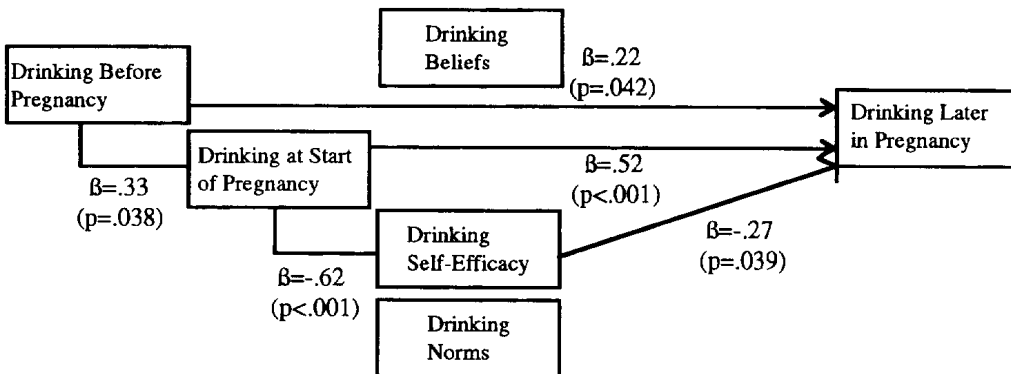 Drinking
Beliefs
ß=.22
(p=.042)
Drinking Before
Pregnancy
Drinking Later
in Pregnancy
Drinking at Start
of Pregnancy
ß=.33
(p=.038)
ß=.52
(p<.001)
Drinking
Self-Efficacy
ß=-.27
(p=.039)
ß=-.62
(p<.001)
Drinking
Norms